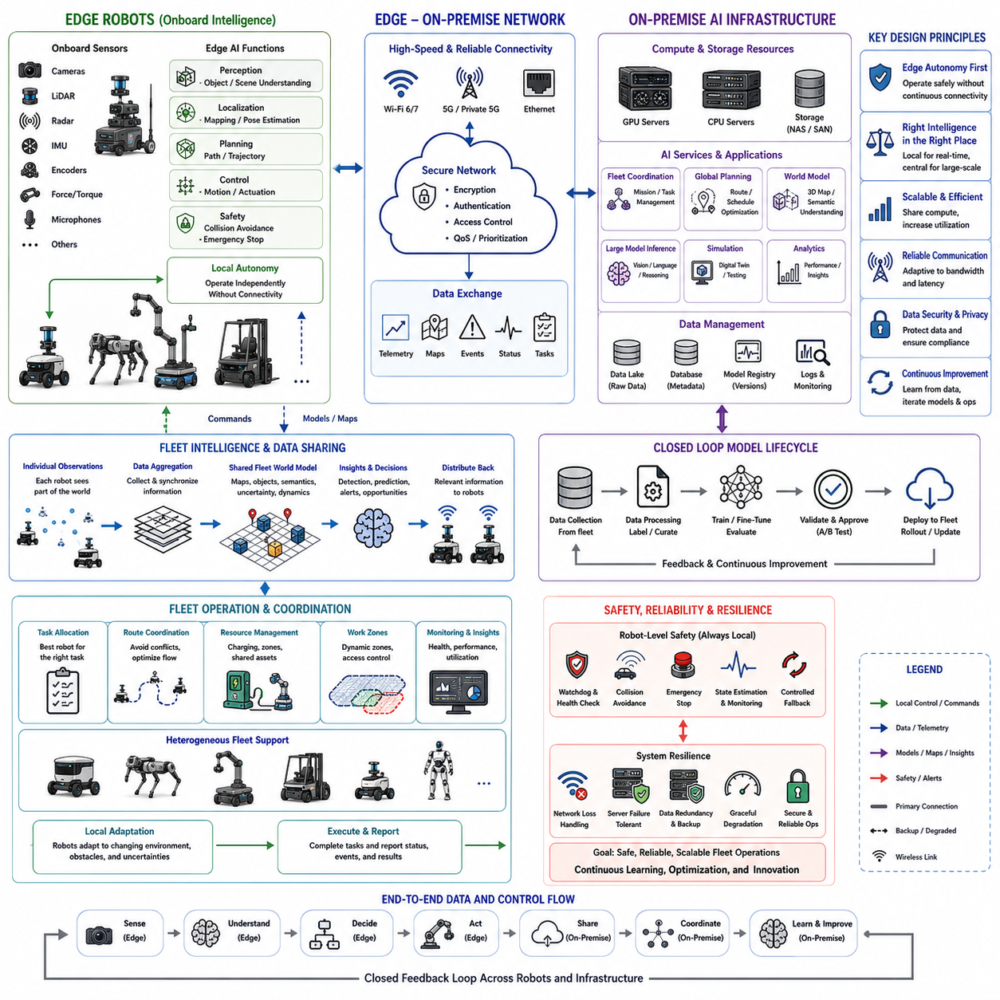 EDGE ROBOTS (Onboard Intelligence)
Onboard Sensors
Cameras
LiDAR
Radar
IMU
Encoders
Force/Torque
Microphones
Others
Edge AI Functions
Perception
- Object / Scene Understanding
Localization
- Mapping / Pose Estimation
Planning
Path / Trajectory
Control
- Motion / Actuation
Safety
Collision Avoidance
- Emergency Stop
Local Autonomy
Operate Independently
Without Connectivity
...
EDGE – ON-PREMISE NETWORK
High-Speed & Reliable Connectivity
Wi-Fi 6/7
5G / Private 5G
Ethernet
Secure Network
• Encryption
• Authentication
• Access Control
• QoS / Prioritization
Data Exchange
Telemetry
Maps
Events
Status
Tasks
ON-PREMISE AI INFRASTRUCTURE
Compute & Storage Resources
GPU Servers
CPU Servers
Storage
(NAS / SAN)
AI Services & Applications
Fleet Coordination
Mission / Task
Management
Global Planning
Route /
Schedule
Optimization
World Model
3D Map /
Semantic
Understanding
Large Model Inference
Vision / Language
/ Reasoning
Simulation
Digital Twin
/ Testing
Analytics
Performance /
Insights
Data Management
Data Lake
(Raw Data)
Database
(Metadata)
Model Registry
(Versions)
Logs &
Monitoring
KEY DESIGN PRINCIPLES
Edge Autonomy First
Operate safely without
continuous connectivity
Right Intelligence
in the Right Place
Local for real-time,
central for large-scale
Scalable & Efficient
Share compute,
increase utilization
Reliable Communication
Adaptive to bandwidth
and latency
Data Security & Privacy
Protect data and
ensure compliance
Continuous Improvement
Learn from data,
iterate models & ops
Commands
Models / Maps
FLEET INTELLIGENCE & DATA SHARING
Individual Observations
Each robot sees
part of the world
Data Aggregation
Collect & synchronize
information
Shared Fleet World Model
Maps, objects, semantics,
uncertainty, dynamics
Insights & Decisions
Detection, prediction,
alerts, opportunities
Distribute Back
Relevant information
to robots
CLOSED LOOP MODEL LIFECYCLE
Data Collection
From fleet
Data Processing
Label / Curate
Train / Fine-Tune
Evaluate
Validate & Approve
(A/B Test)
Deploy to Fleet
Rollout / Update
Feedback & Continuous Improvement
FLEET OPERATION & COORDINATION
Task Allocation
Best robot for
the right task
Route Coordination
Avoid conflicts,
optimize flow
Resource Management
Charging, zones,
shared assets
Work Zones
Dynamic zones,
access control
Monitoring & Insights
Health, performance,
utilization
Heterogeneous Fleet Support
...
Local Adaptation
Robots adapt to changing environment,
obstacles, and uncertainties
Execute & Report
Complete tasks and report status,
events, and results
SAFETY, RELIABILITY & RESILIENCE
Robot-Level Safety (Always Local)
Watchdog &
Health Check
Collision
Avoidance
Emergency
Stop
State Estimation
& Monitoring
Controlled
Fallback
System Resilience
Network Loss
Handling
Server Failure
Tolerant
Data Redundancy
& Backup
Graceful
Degradation
Secure &
Reliable Ops
Goal: Safe, Reliable, Scalable Fleet Operations
Continuous Learning, Optimization, and Innovation
LEGEND
Local Control / Commands
Data / Telemetry
Models / Maps / Insights
Safety / Alerts
Primary Connection
Backup / Degraded
Wireless Link
END-TO-END DATA AND CONTROL FLOW
Sense
(Edge)
Understand
(Edge)
Decide
(Edge)
Act
(Edge)
Share
(On-Premise)
Coordinate
(On-Premise)
Learn & Improve
(On-Premise)
Closed Feedback Loop Across Robots and Infrastructure